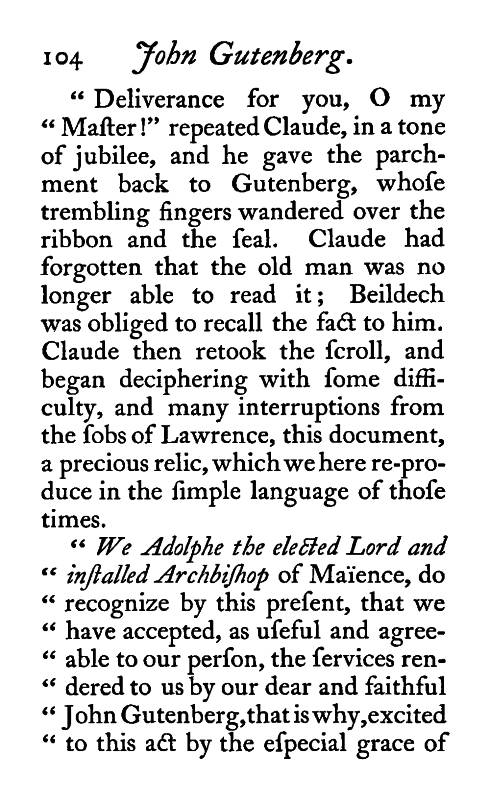 104 John Gutenberg.
“ Deliverance for you, O my
“ Maſter!” repeated Claude, in a tone
of jubilee, and he gave the parch-
ment back to Gutenberg, whoſe
trembling fingers wandered over the
ribbon and the ſeal. Claude had
forgotten that the old man was no
longer able to read it; Beildech
was obliged to recall the fact to him.
Claude then retook the ſcroll, and
began deciphering with ſome diffi-
culty, and many interruptions from
the ſobs of Lawrence, this document,
a precious relic, which we here re-pro-
duce in the ſimple language of thoſe
times.
“ We Adolphe the elected Lord and
“ inſtalled Archbiſhop of Maïence, do
“ recognize by this preſent, that we
“ have accepted, as uſeful and agree-
“ able to our perſon, the ſervices ren-
“ dered to us by our dear and faithful
“ John Gutenberg, that is why, excited
“ to this act by the eſpecial grace of